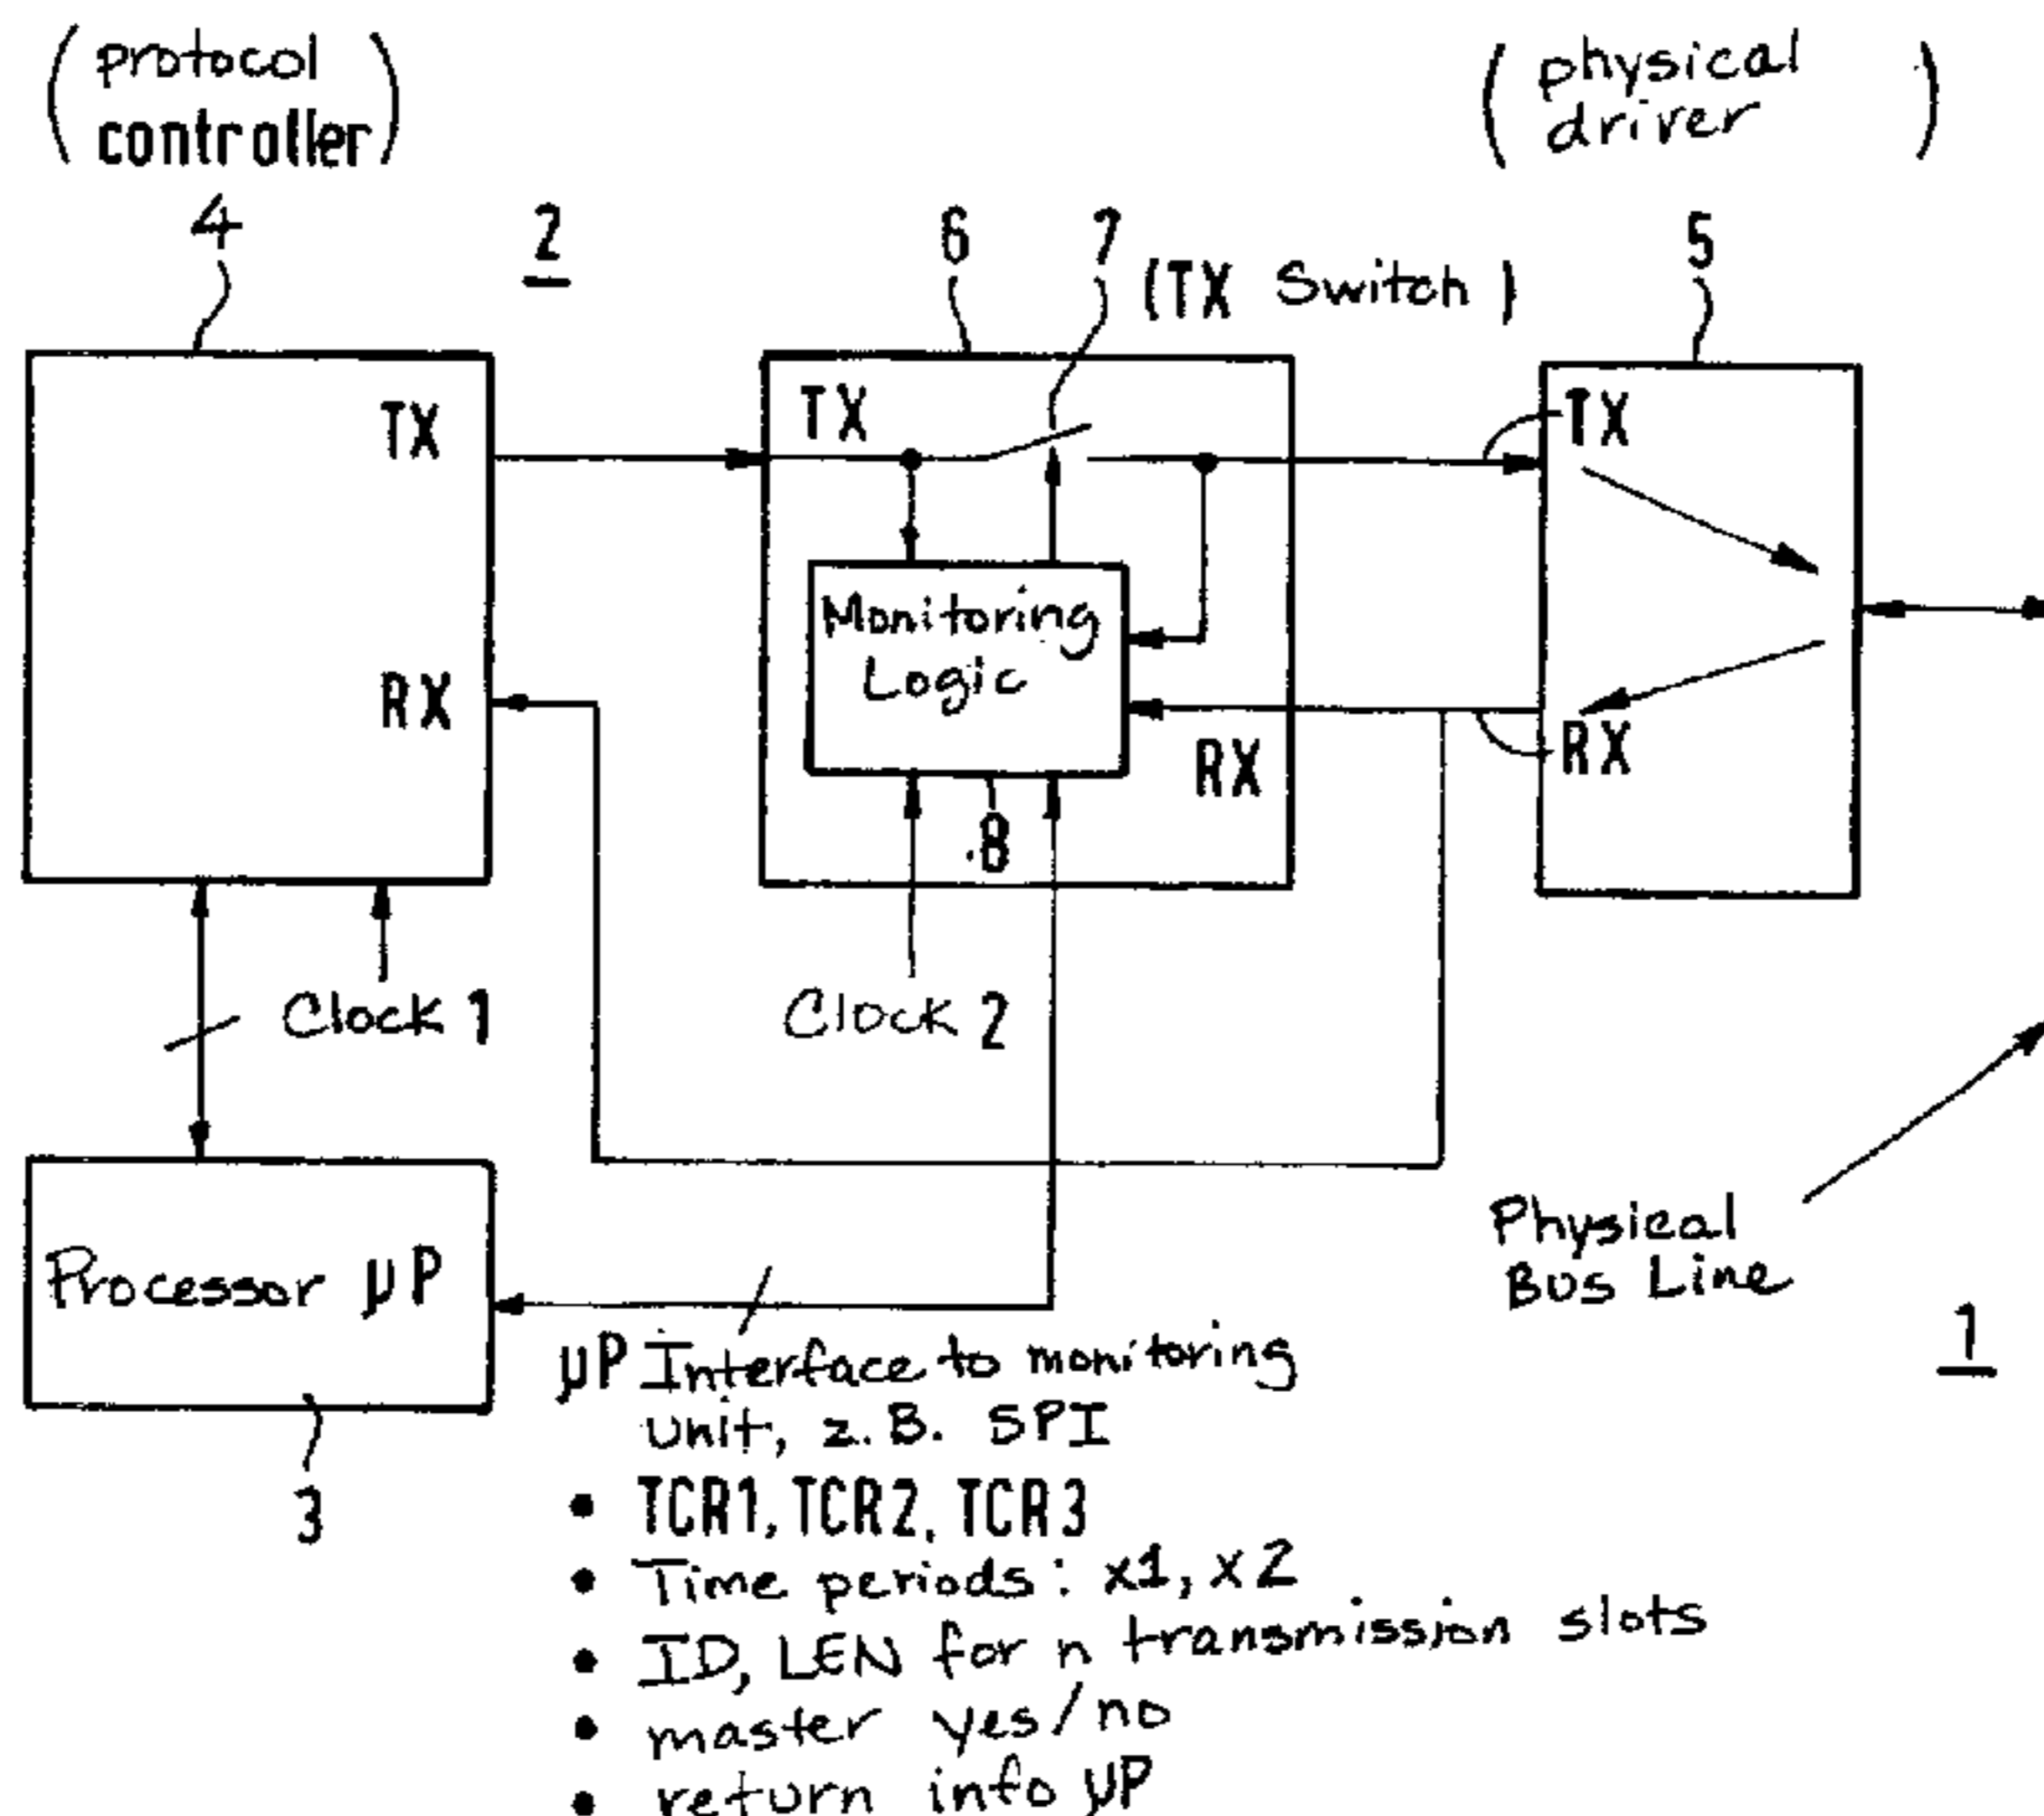 (protocol
controller)
(physical
driver)
4
2
6
7
(TX Switch)
5
TX
TX
TX
Monitoring
Logic
RX
RX
RX
8
Clock 1
Clock 2
Processor µP
Physical
Bus Line
1
3
µP Interface to monitoring
unit, z.B. SPI
• TCR1, TCR2, TCR3
• Time periods: x1, x2
• ID, LEN for n transmission slots
• master yes/no
• return info µP